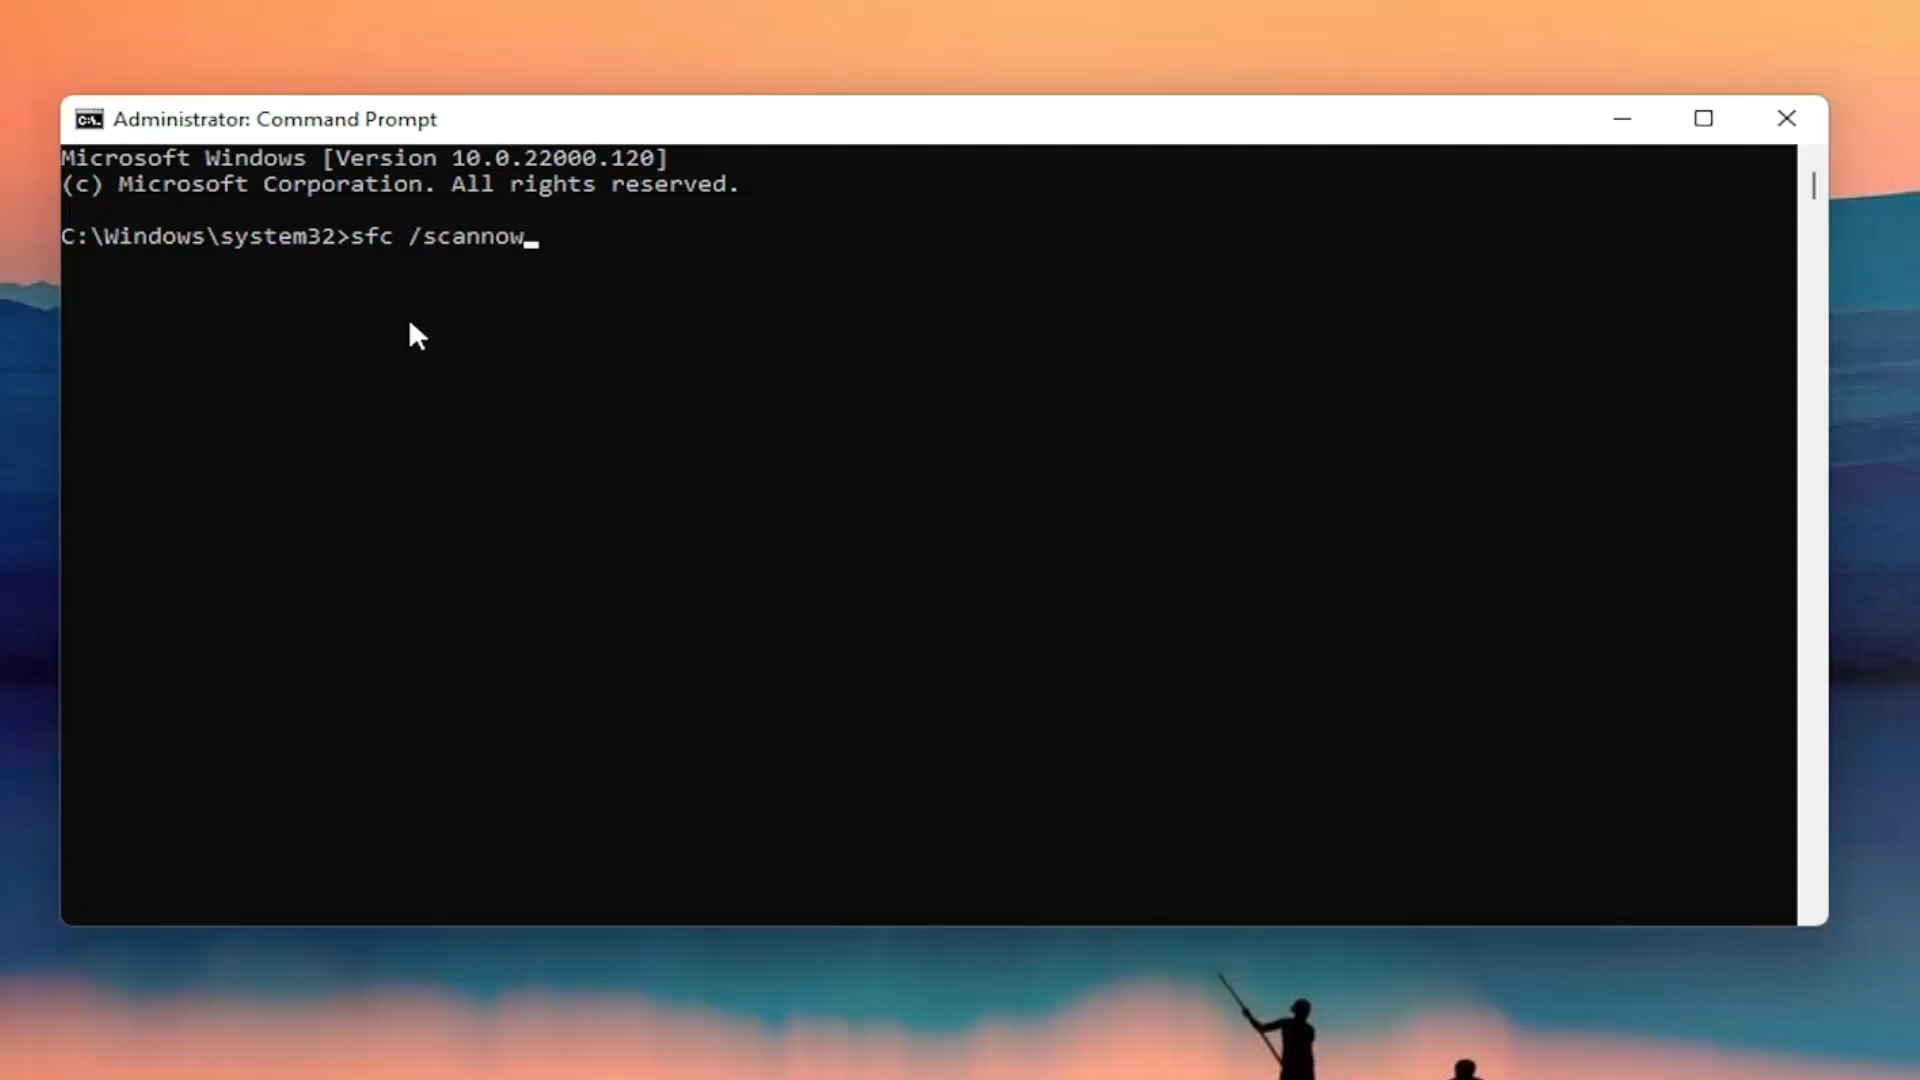 Administrator: Command Prompt
Microsoft Windows [Version 10.0.22000.120]
(c) Microsoft Corporation. All rights reserved.
C:\Windows\system32>sfc /scannow